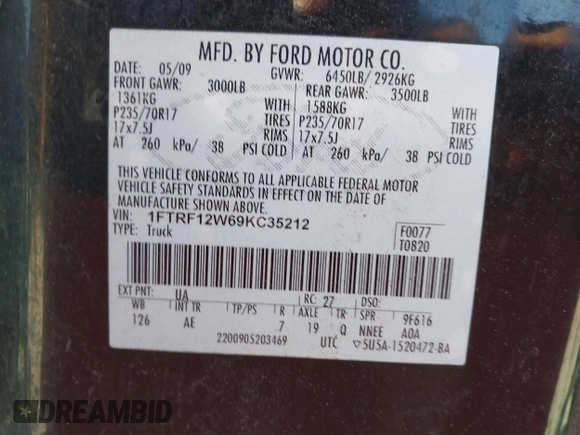 MFD. BY FORD MOTOR CO.
DATE: 05/09 GVWR: 6450LB/ 2926KG
FRONT GAWR: 3000LB REAR GAWR: 3500LB
1361KG WITH 1588KG WITH
P235/70R17 TIRES P235/70R17 TIRES
17x7.5J RIMS 17x7.5J RIMS
AT 260 kPa/ 38 PSI COLD AT 260 kPa/ 38 PSI COLD
THIS VEHICLE CONFORMS TO ALL APPLICABLE FEDERAL MOTOR
VEHICLE SAFETY STANDARDS IN EFFECT ON THE DATE OF
MANUFACTURE SHOWN ABOVE.
VIN: 1FTRF12W69KC35212 F0077
TYPE: Truck T0820
EXT PNT: UA RC: 27 DSO:
WB INT TR TP/PS R AXLE TR SPR 9F616
126 AE 7 19 Q NNEE A0A
2200905203469 UTC 5U5A-1520472-BA
DREAMBID